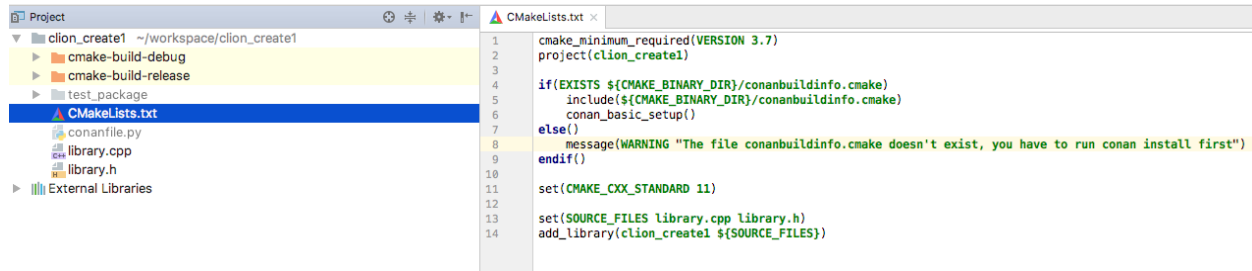 Project
clion_create1 ~/workspace/clion_create1
cmake-build-debug
cmake-build-release
test_package
CMakeLists.txt
conanfile.py
library.cpp
library.h
External Libraries
CMakeLists.txt
1 cmake_minimum_required(VERSION 3.7)
2 project(clion_create1)
3
4 if(EXISTS ${CMAKE_BINARY_DIR}/conanbuildinfo.cmake)
5     include(${CMAKE_BINARY_DIR}/conanbuildinfo.cmake)
6     conan_basic_setup()
7 else()
8     message(WARNING "The file conanbuildinfo.cmake doesn't exist, you have to run conan install first")
9 endif()
10
11 set(CMAKE_CXX_STANDARD 11)
12
13 set(SOURCE_FILES library.cpp library.h)
14 add_library(clion_create1 ${SOURCE_FILES})